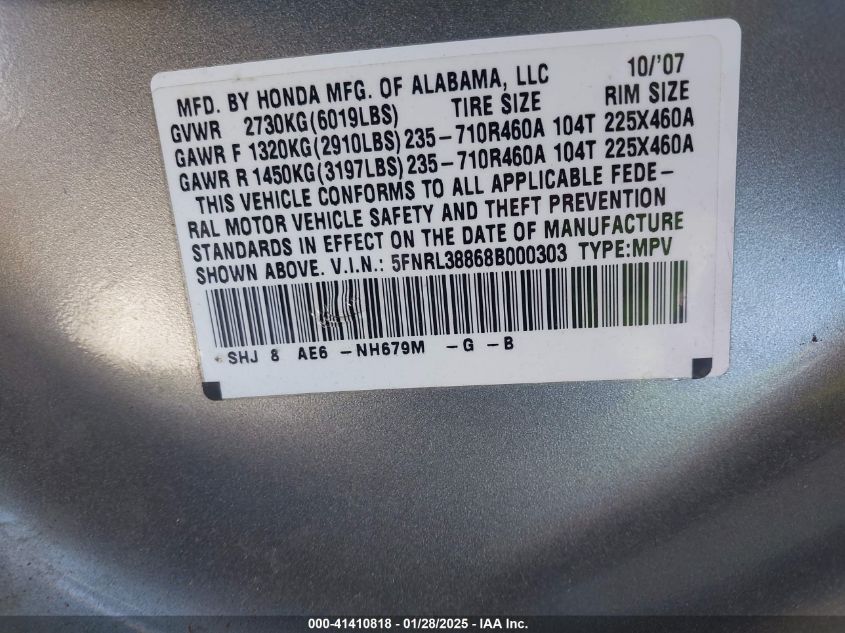 MFD. BY HONDA MFG. OF ALABAMA, LLC 10/'07
GVWR 2730KG(6019LBS) TIRE SIZE RIM SIZE
GAWR F 1320KG(2910LBS) 235-710R460A 104T 225X460A
GAWR R 1450KG(3197LBS) 235-710R460A 104T 225X460A
THIS VEHICLE CONFORMS TO ALL APPLICABLE FEDE-
RAL MOTOR VEHICLE SAFETY AND THEFT PREVENTION
STANDARDS IN EFFECT ON THE DATE OF MANUFACTURE
SHOWN ABOVE. V.I.N.: 5FNRL38868B000303 TYPE:MPV
SHJ 8 AE6 -NH679M -G -B
000-41410818 - 01/28/2025 - IAA Inc.